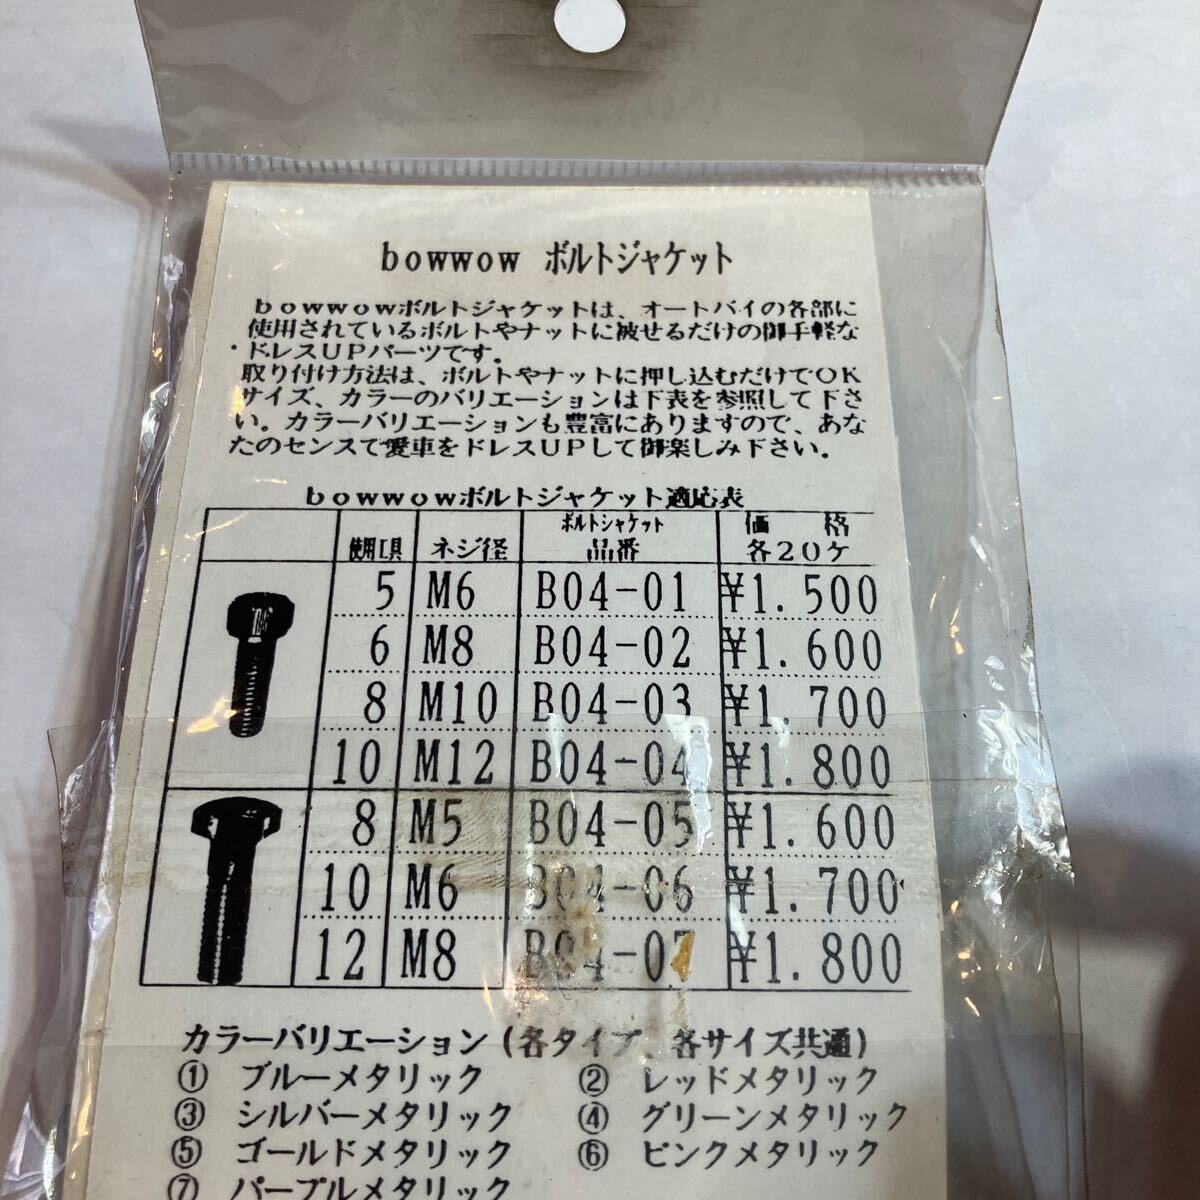 bowwow ボルトジャケット
bowwowボルトジャケットは、オートバイの各部に
使用されているボルトやナットに被せるだけの御手軽な
ドレスUPパーツです。
取り付け方法は、ボルトやナットに押し込むだけでOK
サイズ、カラーのバリエーションは下表を参照して下さ
い。カラーバリエーションも豊富にありますので、あな
たのセンスで愛車をドレスUPして御楽しみ下さい。
bowwowボルトジャケット適応表
使用工具 ネジ径 ボルトジャケット品番 価格各20ケ
5 M6 B04-01 ¥1.500
6 M8 B04-02 ¥1.600
8 M10 B04-03 ¥1.700
10 M12 B04-04 ¥1.800
8 M5 B04-05 ¥1.600
10 M6 B04-06 ¥1.700
12 M8 B04-07 ¥1.800
カラーバリエーション(各タイプ、各サイズ共通)
① ブルーメタリック ② レッドメタリック
③ シルバーメタリック ④ グリーンメタリック
⑤ ゴールドメタリック ⑥ ピンクメタリック
⑦ パープルメタリック